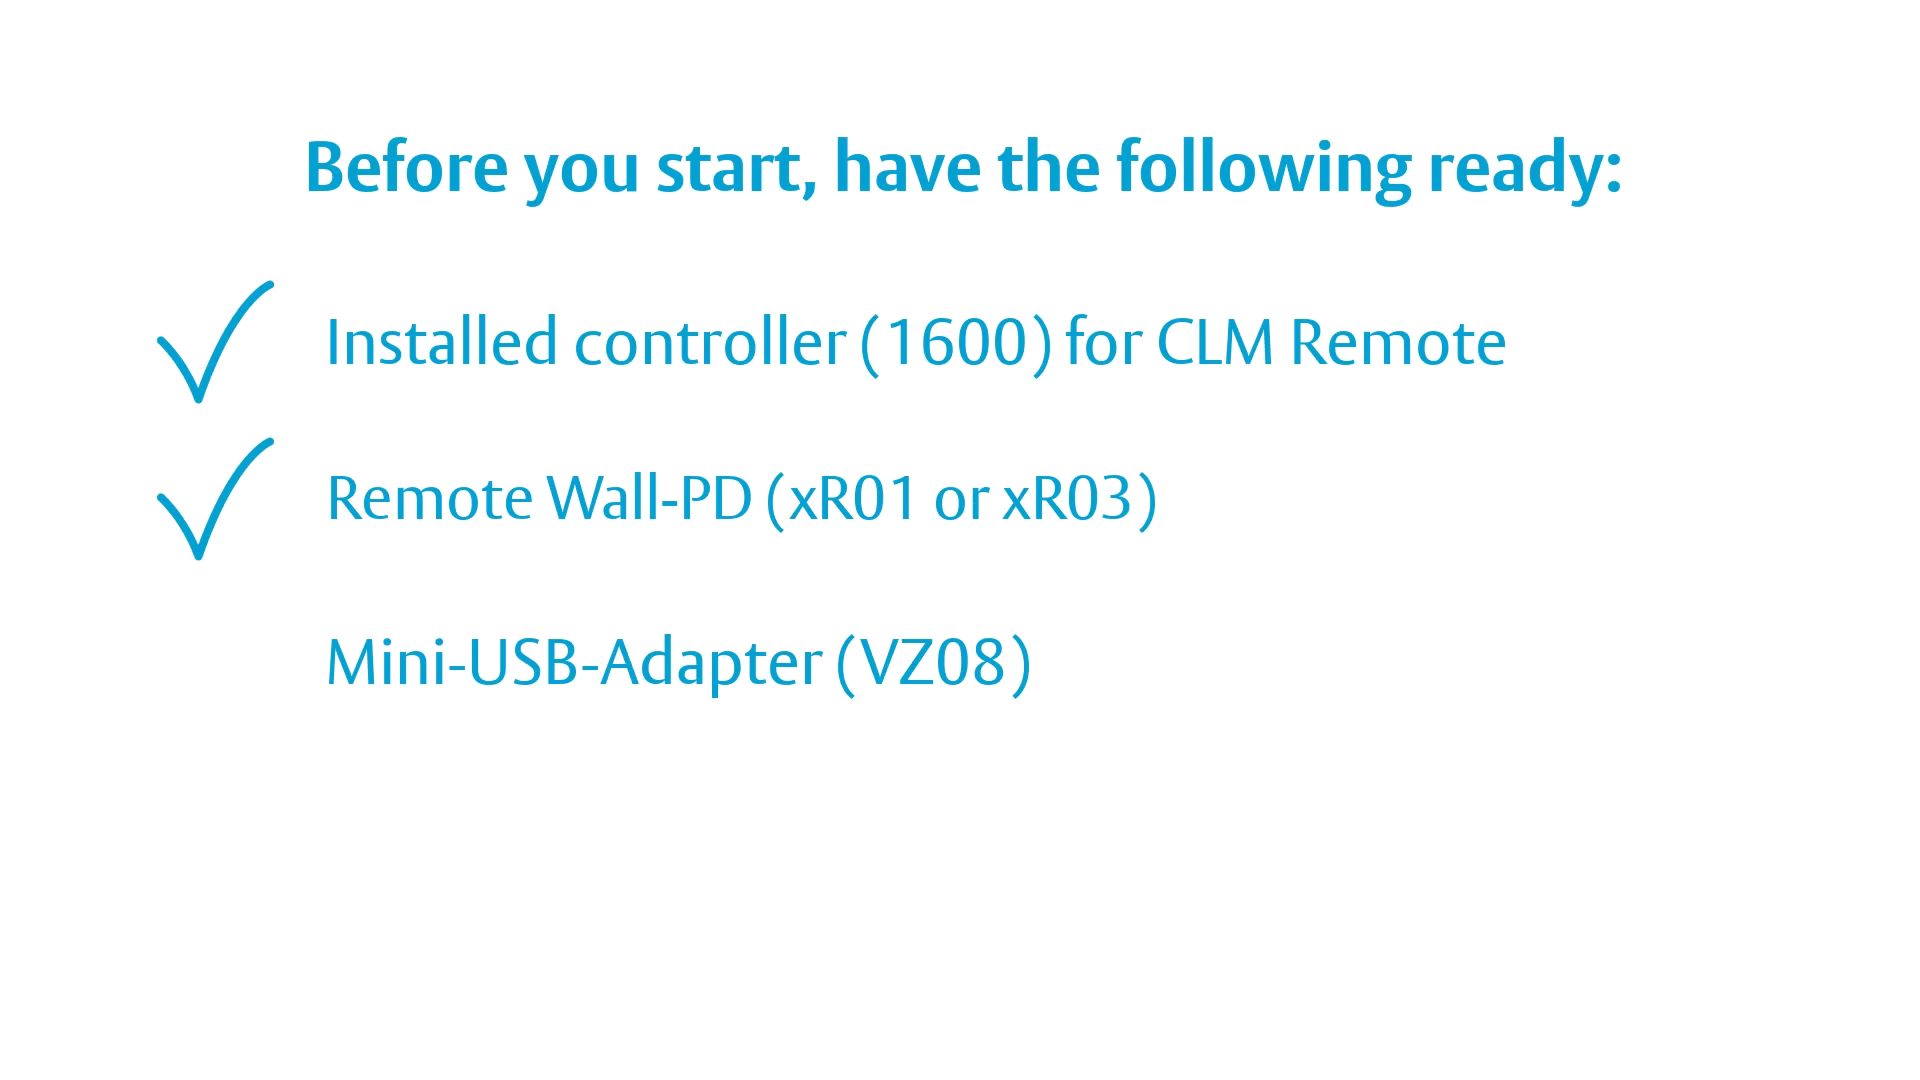 Before you start, have the following ready:
Installed controller (1600) for CLM Remote
Remote Wall-PD (xR01 or xR03)
Mini-USB-Adapter (VZ08)